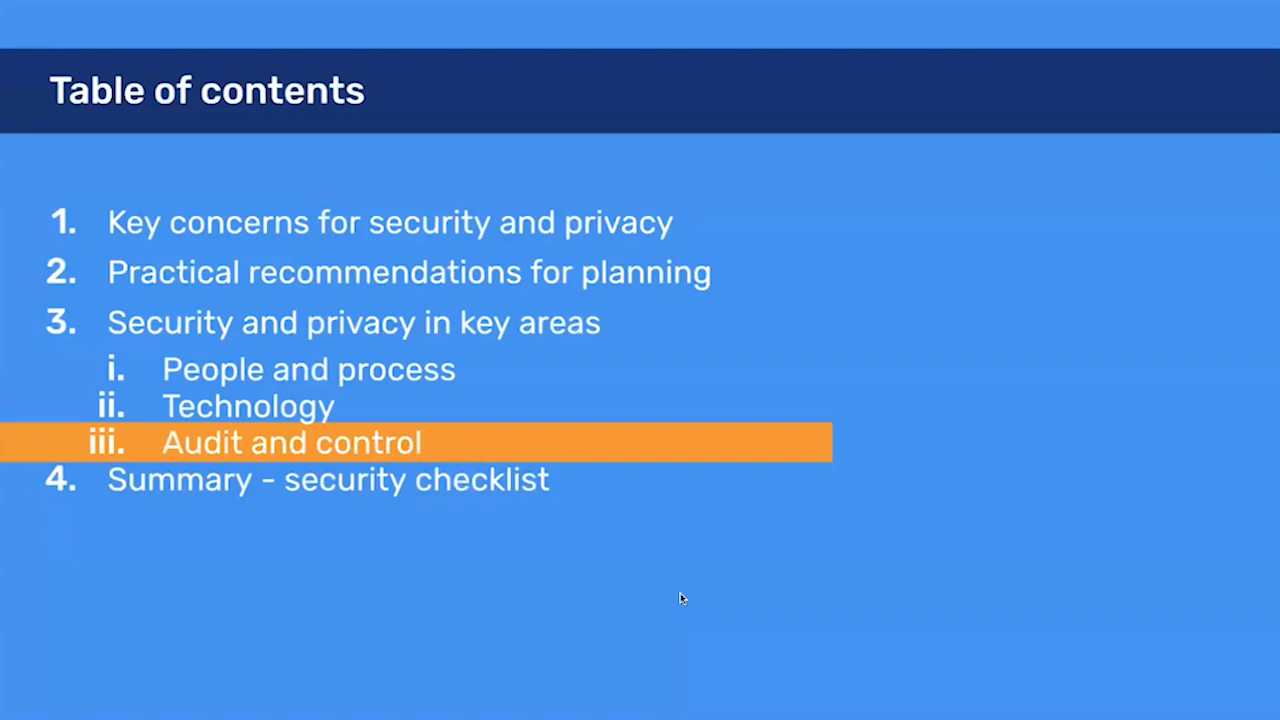 Table of contents
1. Key concerns for security and privacy
2. Practical recommendations for planning
3. Security and privacy in key areas
i. People and process
ii. Technology
iii. Audit and control
4. Summary - security checklist